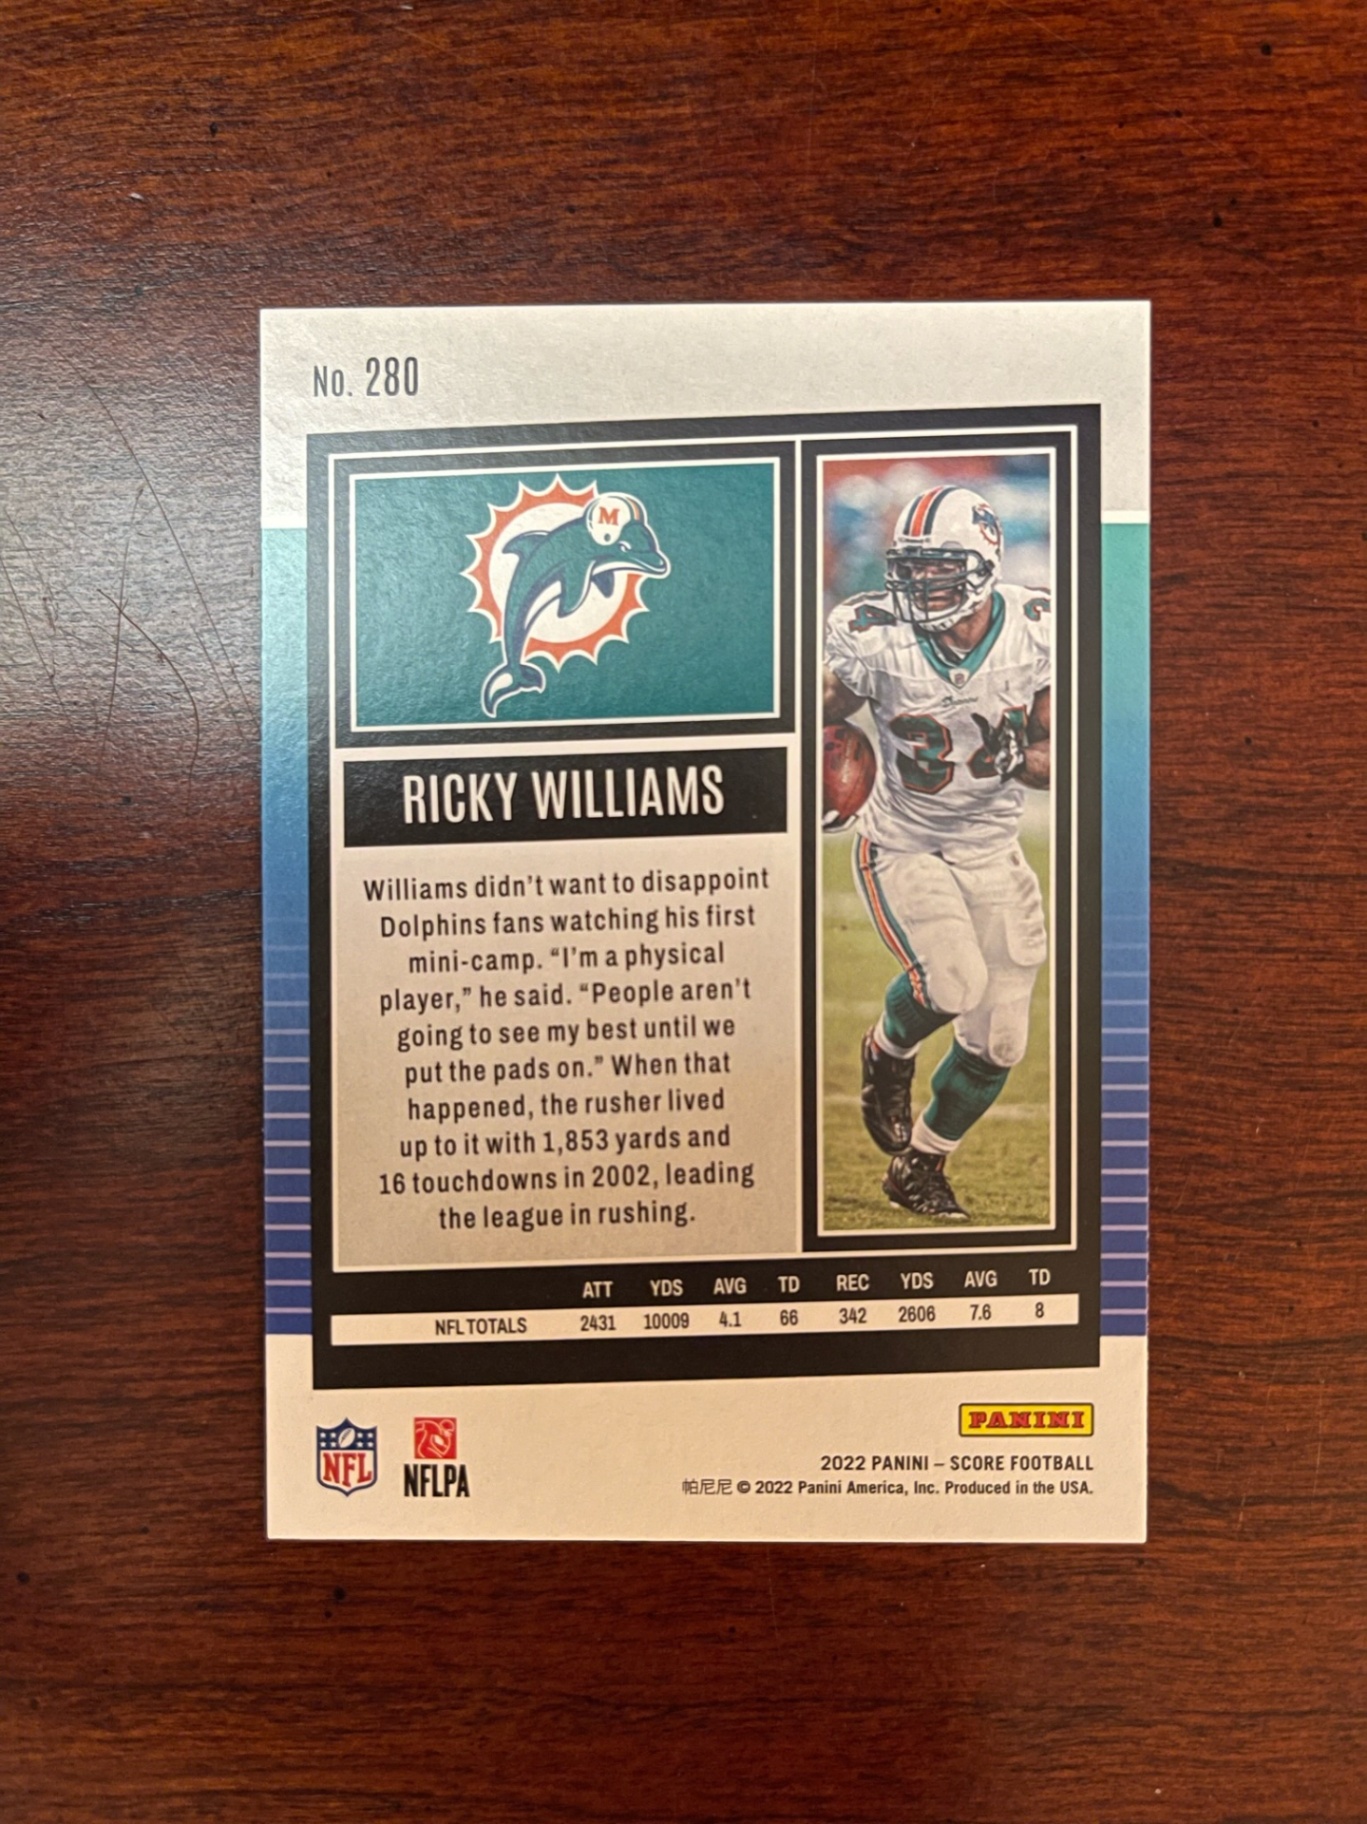 No. 280
M
RICKY WILLIAMS
Williams didn't want to disappoint
Dolphins fans watching his first
mini-camp. “I'm a physical
player,” he said. “People aren't
going to see my best until we
put the pads on.” When that
happened, the rusher lived
up to it with 1,853 yards and
16 touchdowns in 2002, leading
the league in rushing.
34
Dolphins
34
ATT YDS AVG TD REC YDS AVG TD
NFL TOTALS 2431 10009 4.1 66 342 2606 7.6 8
NFL
NFLPA
PANINI
2022 PANINI – SCORE FOOTBALL
帕尼尼 © 2022 Panini America, Inc. Produced in the USA.